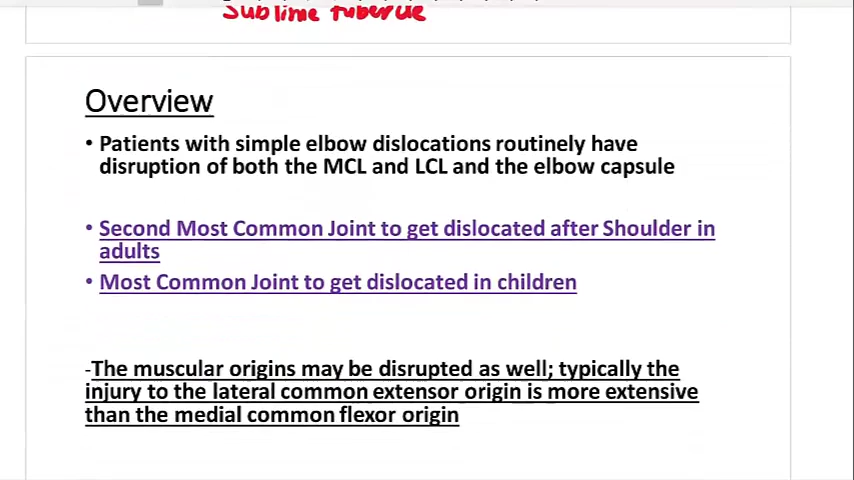 Sublime tubercle
Overview
• Patients with simple elbow dislocations routinely have
disruption of both the MCL and LCL and the elbow capsule
• Second Most Common Joint to get dislocated after Shoulder in
adults
• Most Common Joint to get dislocated in children
-The muscular origins may be disrupted as well; typically the
injury to the lateral common extensor origin is more extensive
than the medial common flexor origin